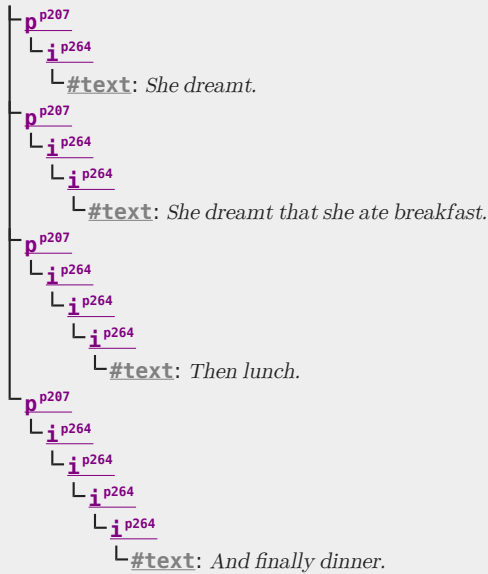 p p207
i p264
#text: She dreamt.
p p207
i p264
i p264
#text: She dreamt that she ate breakfast.
p p207
i p264
i p264
i p264
#text: Then lunch.
p p207
i p264
i p264
i p264
i p264
#text: And finally dinner.